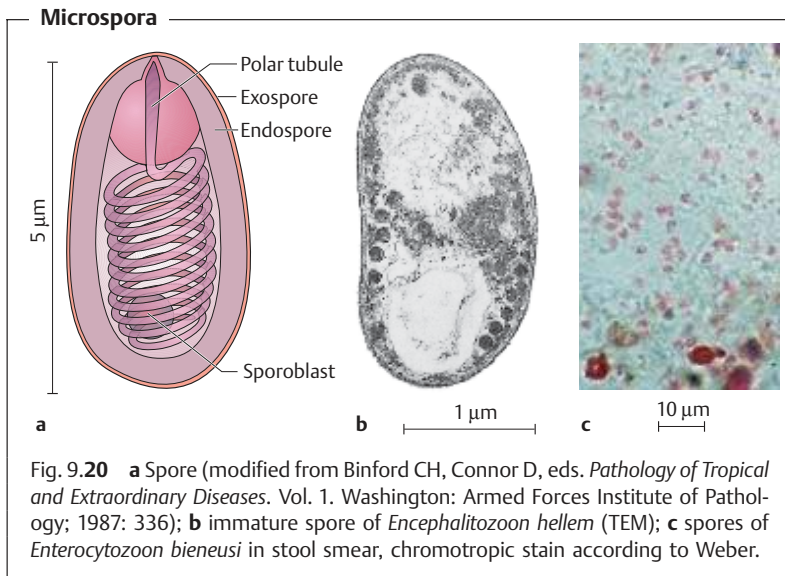 Microspora
Polar tubule
Exospore
Endospore
5 µm
Sporoblast
a
b
1 µm
c
10 µm
Fig. 9.20 a Spore (modified from Binford CH, Connor D, eds. Pathology of Tropical
and Extraordinary Diseases. Vol. 1. Washington: Armed Forces Institute of Pathol-
ogy; 1987: 336); b immature spore of Encephalitozoon hellem (TEM); c spores of
Enterocytozoon bieneusi in stool smear, chromotropic stain according to Weber.